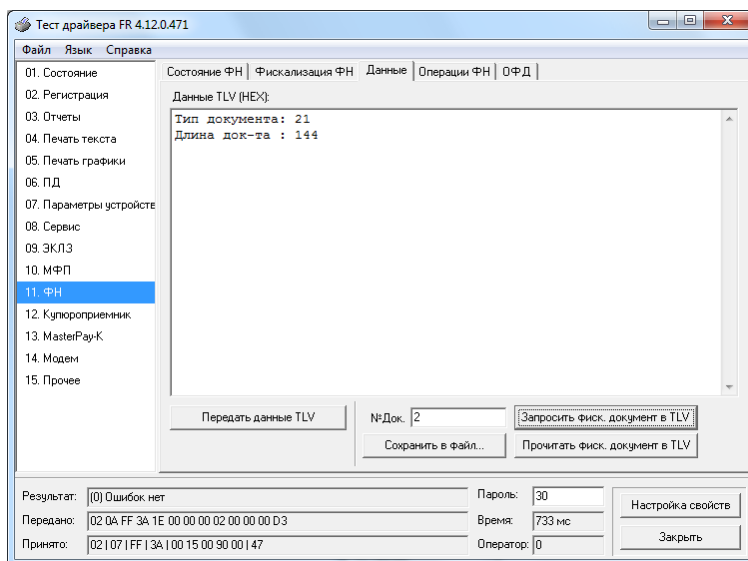 Тест драйвера FR 4.12.0.471
Файл Язык Справка
01. Состояние
02. Регистрация
03. Отчеты
04. Печать текста
05. Печать графики
06. ПД
07. Параметры устройств
08. Сервис
09. ЭКЛЗ
10. МФП
11. ФН
12. Купюроприемник
13. MasterPay-K
14. Модем
15. Прочее
Состояние ФН Фискализация ФН Данные Операции ФН ОФД
Данные TLV (HEX):
Тип документа: 21
Длина док-та : 144
Передать данные TLV
№Док. 2
Запросить фиск. документ в TLV
Сохранить в файл...
Прочитать фиск. документ в TLV
Результат: (0) Ошибок нет
Передано: 02 0A FF 3A 1E 00 00 00 02 00 00 00 D3
Принято: 02 | 07 | FF | 3A | 00 15 00 90 00 | 47
Пароль: 30
Время: 733 мс
Оператор: 0
Настройка свойств
Закрыть